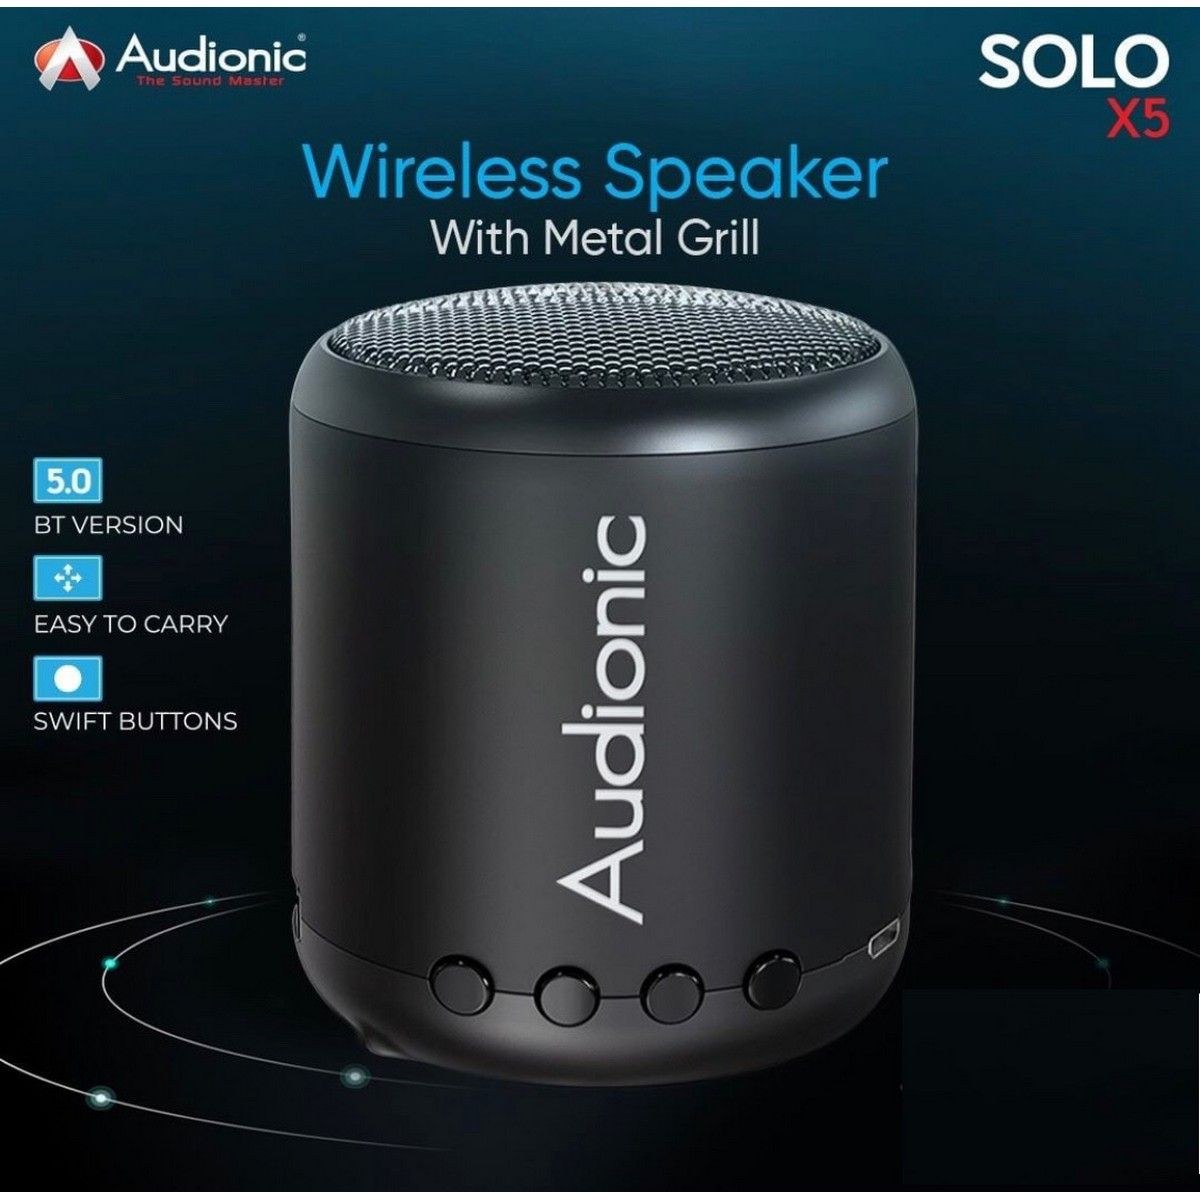 Audionic®
The Sound Master
SOLO
X5
Wireless Speaker
With Metal Grill
5.0
BT VERSION
EASY TO CARRY
SWIFT BUTTONS
Audionic